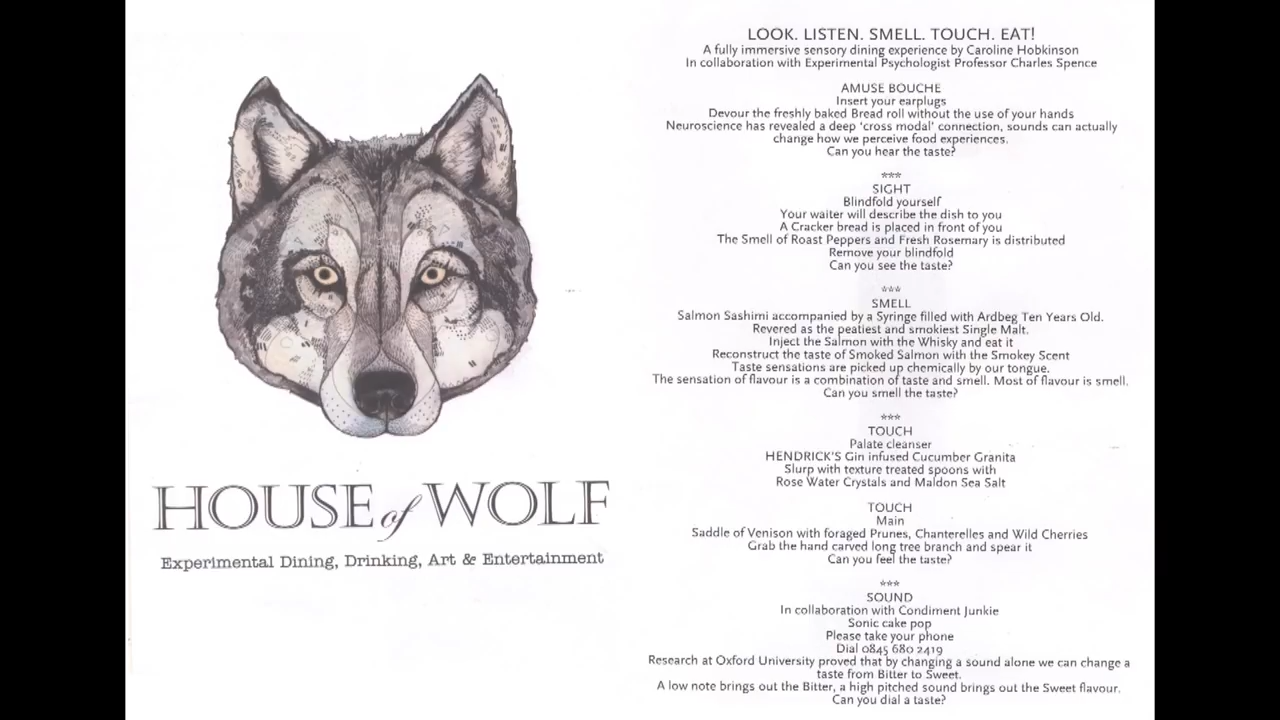 HOUSE of WOLF
Experimental Dining, Drinking, Art & Entertainment
LOOK. LISTEN. SMELL. TOUCH. EAT!
A fully immersive sensory dining experience by Caroline Hobkinson
In collaboration with Experimental Psychologist Professor Charles Spence
AMUSE BOUCHE
Insert your earplugs
Devour the freshly baked Bread roll without the use of your hands
Neuroscience has revealed a deep ‘cross modal’ connection, sounds can actually
change how we perceive food experiences.
Can you hear the taste?
***
SIGHT
Blindfold yourself
Your waiter will describe the dish to you
A Cracker bread is placed in front of you
The Smell of Roast Peppers and Fresh Rosemary is distributed
Remove your blindfold
Can you see the taste?
***
SMELL
Salmon Sashimi accompanied by a Syringe filled with Ardbeg Ten Years Old.
Revered as the peatiest and smokiest Single Malt.
Inject the Salmon with the Whisky and eat it
Reconstruct the taste of Smoked Salmon with the Smokey Scent
Taste sensations are picked up chemically by our tongue.
The sensation of flavour is a combination of taste and smell. Most of flavour is smell.
Can you smell the taste?
***
TOUCH
Palate cleanser
HENDRICK'S Gin infused Cucumber Granita
Slurp with texture treated spoons with
Rose Water Crystals and Maldon Sea Salt
TOUCH
Main
Saddle of Venison with foraged Prunes, Chanterelles and Wild Cherries
Grab the hand carved long tree branch and spear it
Can you feel the taste?
***
SOUND
In collaboration with Condiment Junkie
Sonic cake pop
Please take your phone
Dial 0845 680 2419
Research at Oxford University proved that by changing a sound alone we can change a
taste from Bitter to Sweet.
A low note brings out the Bitter, a high pitched sound brings out the Sweet flavour.
Can you dial a taste?